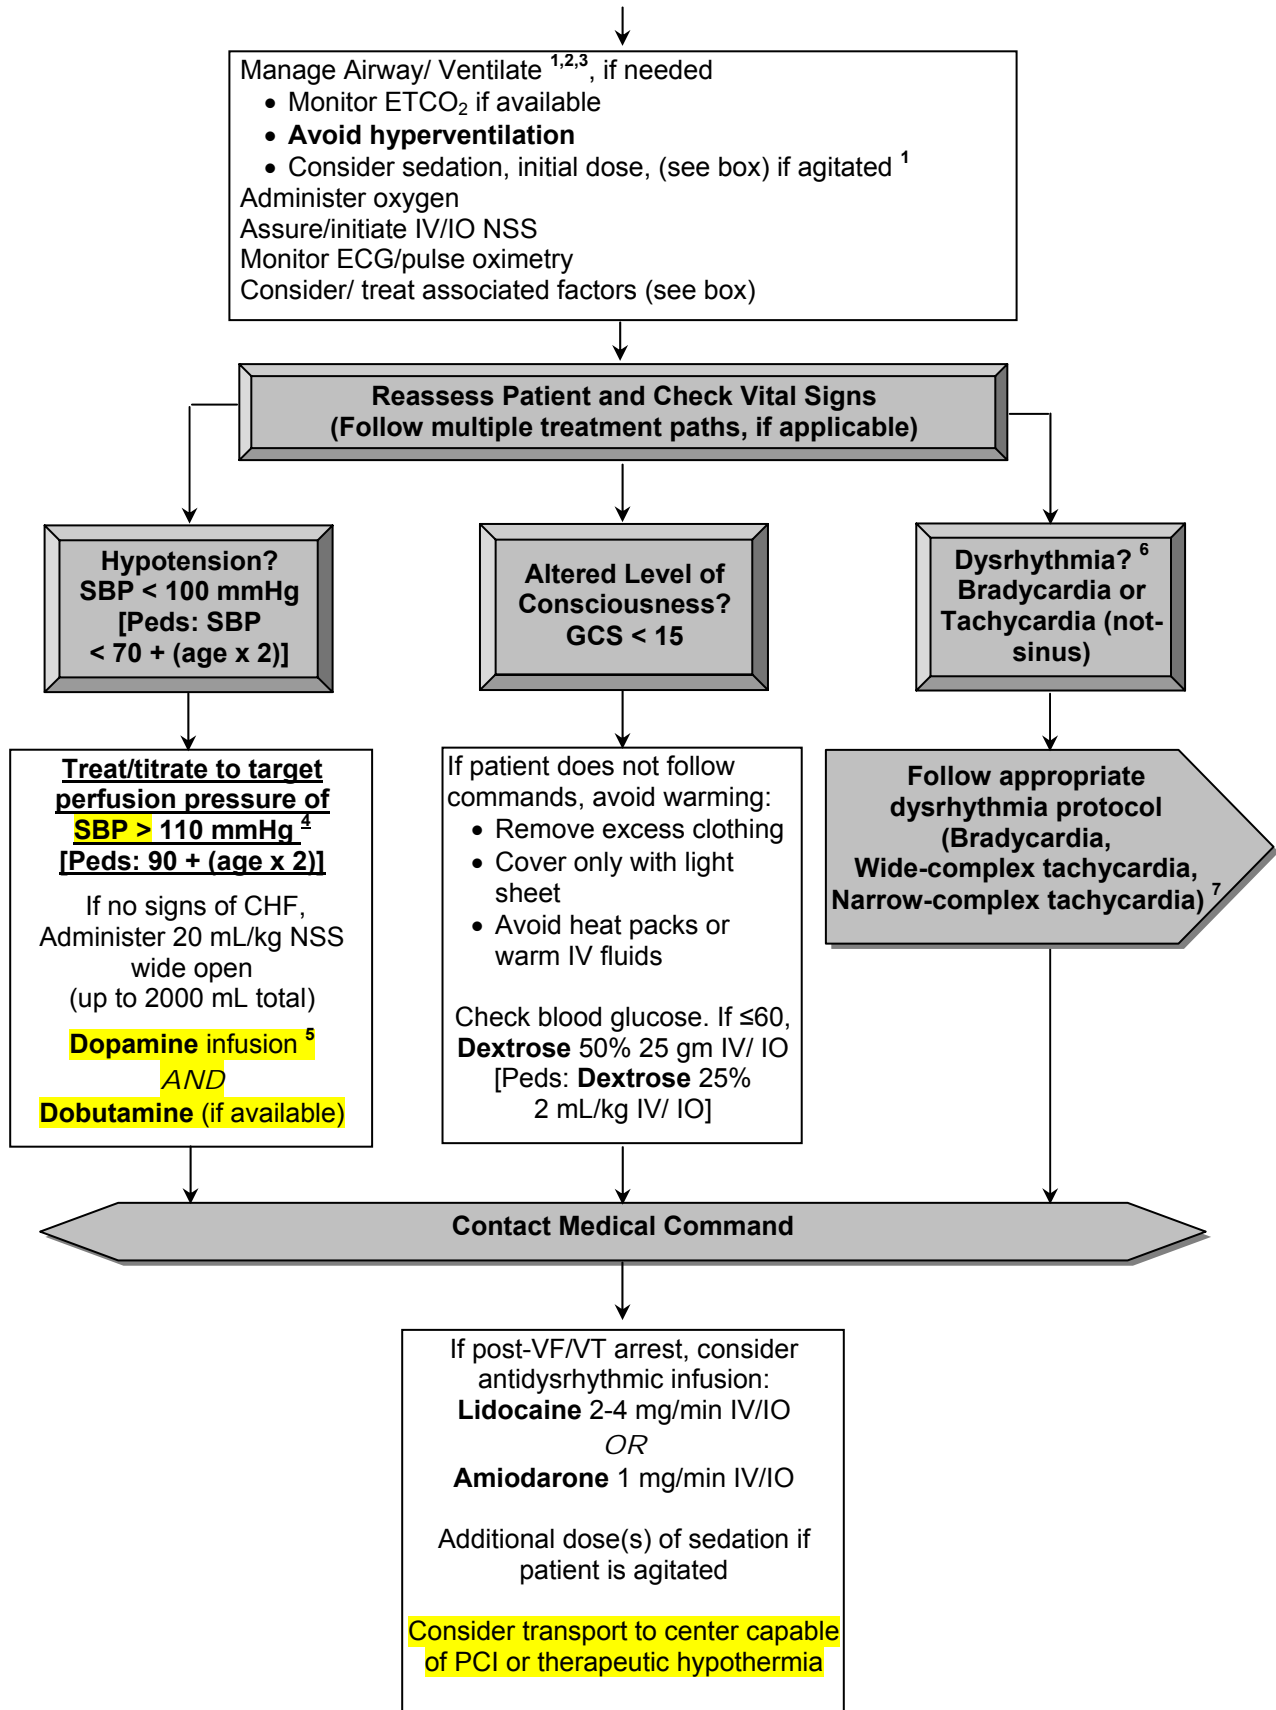 Manage Airway/ Ventilate 1,2,3, if needed
• Monitor ETCO2 if available
• Avoid hyperventilation
• Consider sedation, initial dose, (see box) if agitated 1
Administer oxygen
Assure/initiate IV/IO NSS
Monitor ECG/pulse oximetry
Consider/ treat associated factors (see box)
Reassess Patient and Check Vital Signs
(Follow multiple treatment paths, if applicable)
Hypotension?
SBP < 100 mmHg
[Peds: SBP
< 70 + (age x 2)]
Altered Level of
Consciousness?
GCS < 15
Dysrhythmia? 6
Bradycardia or
Tachycardia (not-
sinus)
Treat/titrate to target
perfusion pressure of
SBP > 110 mmHg 4
[Peds: 90 + (age x 2)]
If no signs of CHF,
Administer 20 mL/kg NSS
wide open
(up to 2000 mL total)
Dopamine infusion 5
AND
Dobutamine (if available)
If patient does not follow
commands, avoid warming:
• Remove excess clothing
• Cover only with light
sheet
• Avoid heat packs or
warm IV fluids
Check blood glucose. If ≤60,
Dextrose 50% 25 gm IV/ IO
[Peds: Dextrose 25%
2 mL/kg IV/ IO]
Follow appropriate
dysrhythmia protocol
(Bradycardia,
Wide-complex tachycardia,
Narrow-complex tachycardia) 7
Contact Medical Command
If post-VF/VT arrest, consider
antidysrhythmic infusion:
Lidocaine 2-4 mg/min IV/IO
OR
Amiodarone 1 mg/min IV/IO
Additional dose(s) of sedation if
patient is agitated
Consider transport to center capable
of PCI or therapeutic hypothermia